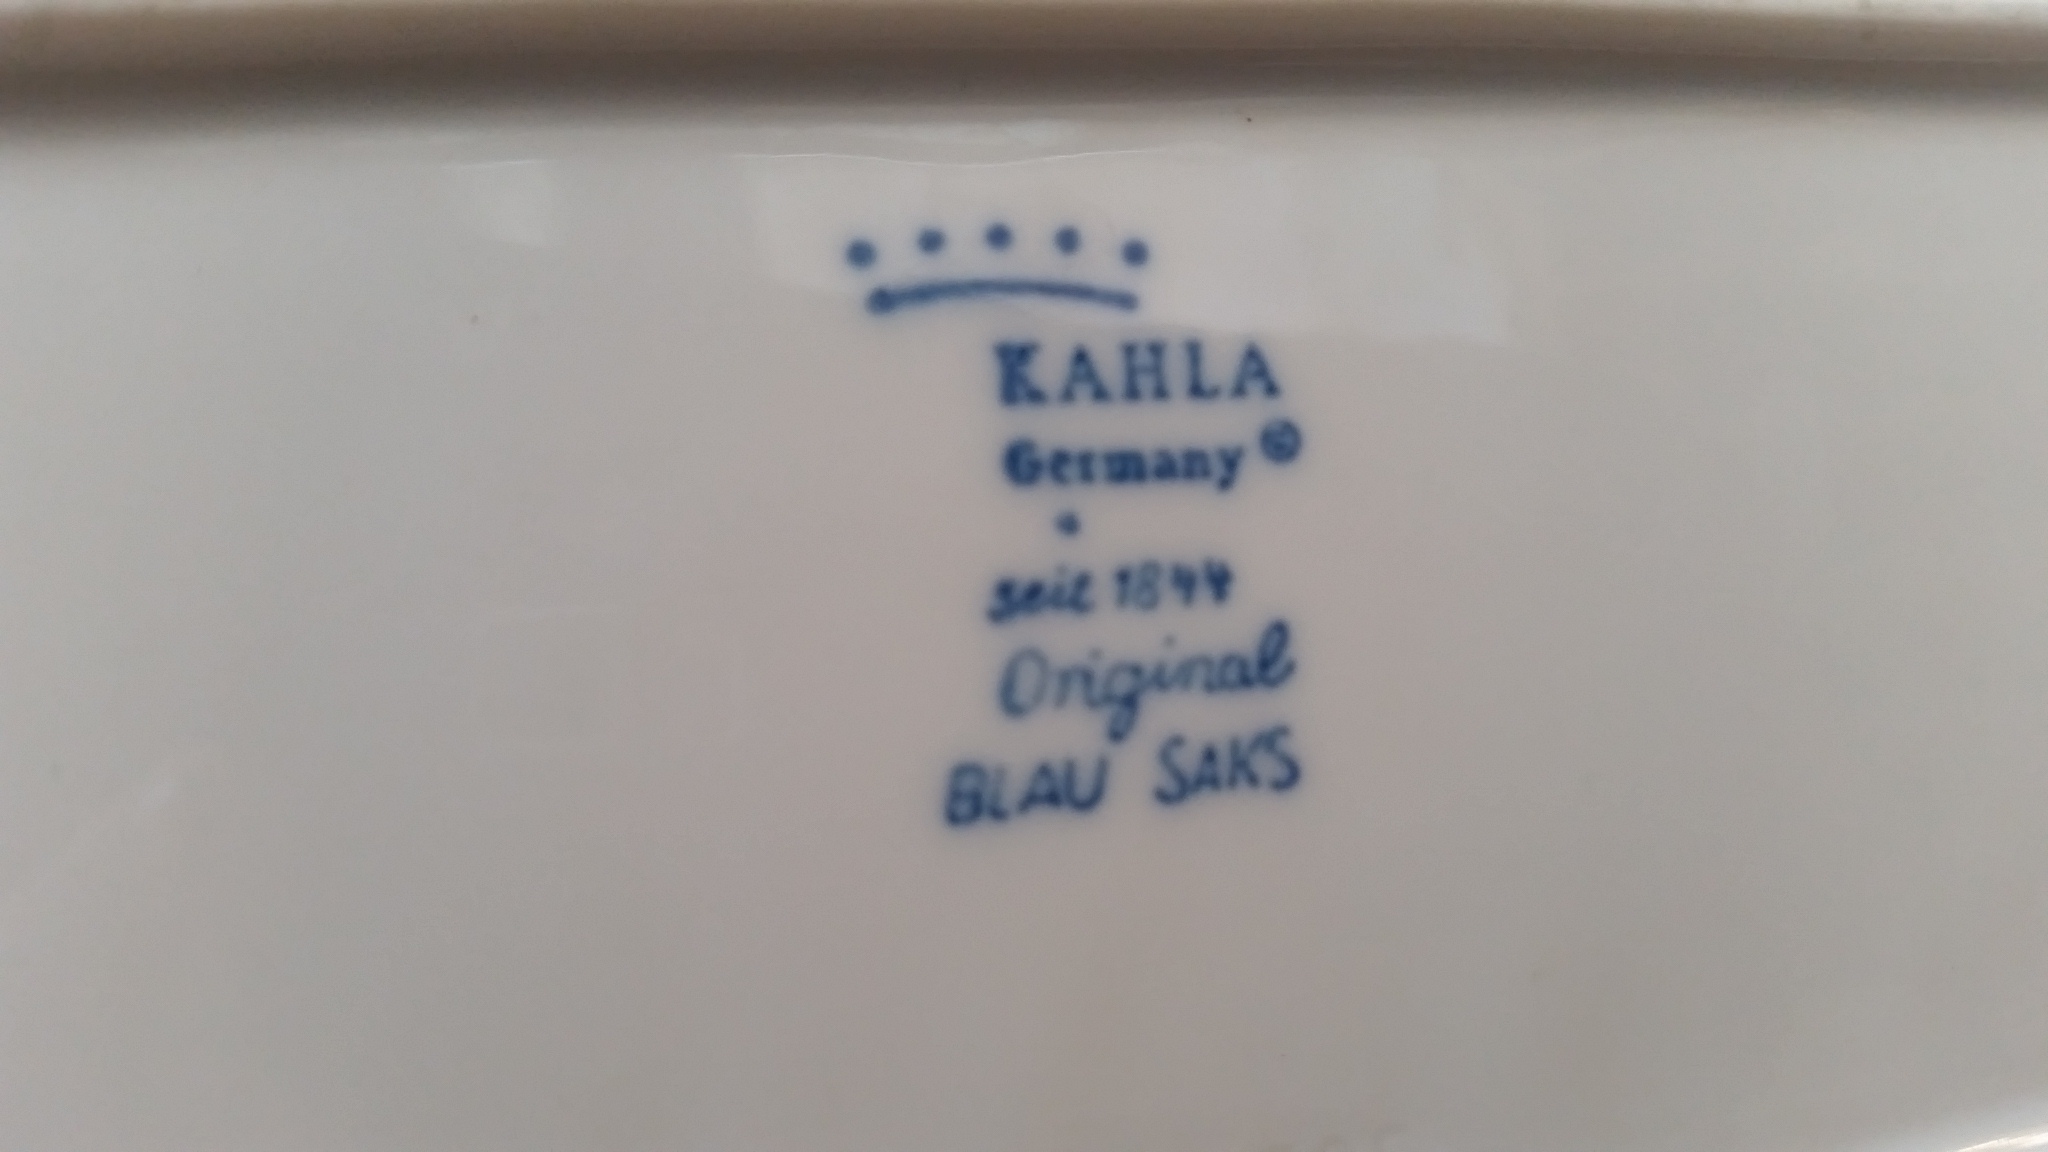 KAHLA
Germany®
seit 1844
Original
BLAU SAKS